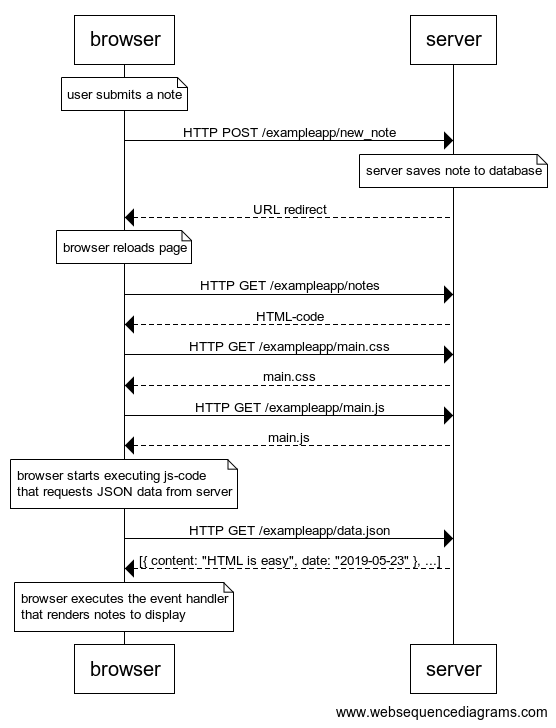 browser
server
user submits a note
HTTP POST /exampleapp/new_note
server saves note to database
URL redirect
browser reloads page
HTTP GET /exampleapp/notes
HTML-code
HTTP GET /exampleapp/main.css
main.css
HTTP GET /exampleapp/main.js
main.js
browser starts executing js-code
that requests JSON data from server
HTTP GET /exampleapp/data.json
[{ content: "HTML is easy", date: "2019-05-23" }, ...]
browser executes the event handler
that renders notes to display
browser
server
www.websequencediagrams.com